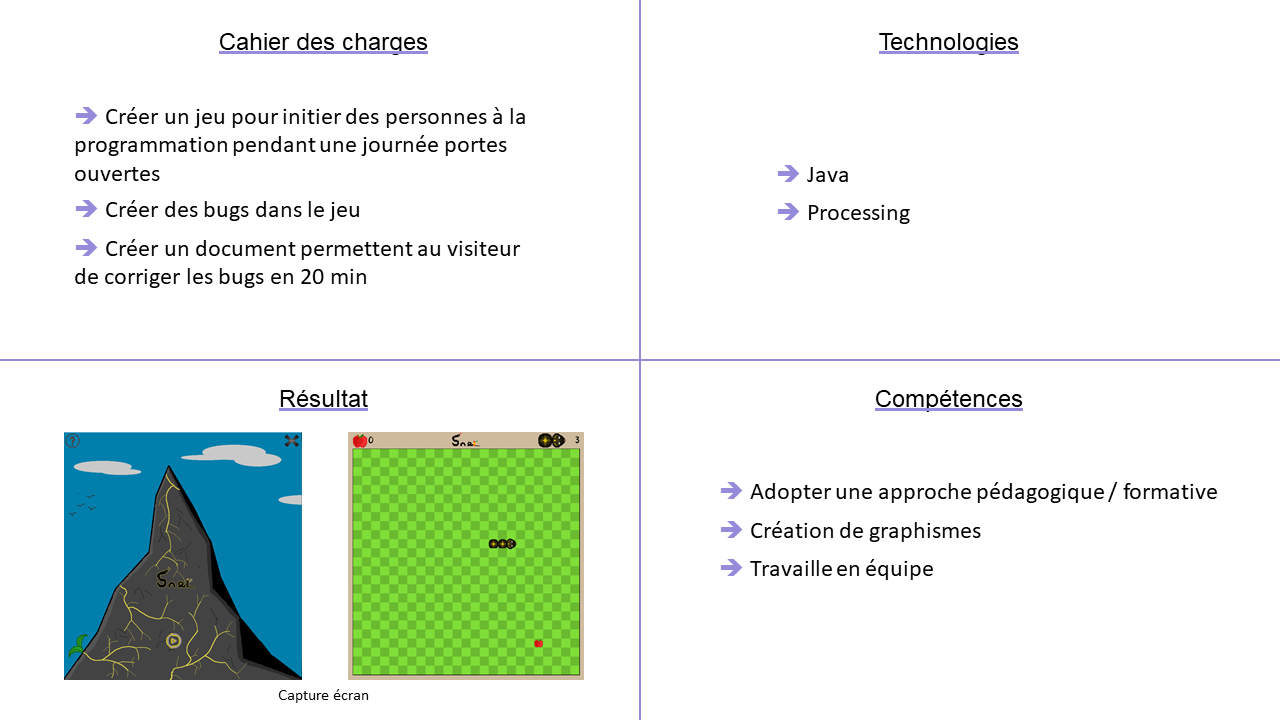 Cahier des charges
➔ Créer un jeu pour initier des personnes à la
programmation pendant une journée portes
ouvertes
➔ Créer des bugs dans le jeu
➔ Créer un document permettent au visiteur
de corriger les bugs en 20 min
Technologies
➔ Java
➔ Processing
Résultat
?
0
3
Capture écran
Compétences
➔ Adopter une approche pédagogique / formative
➔ Création de graphismes
➔ Travaille en équipe